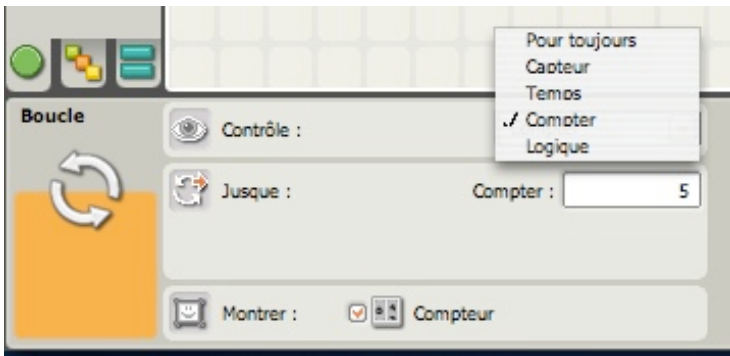 Pour toujours
Capteur
Temps
Compter
Logique
Boucle
Contrôle :
Jusque :
Compter :
5
Montrer :
Compteur